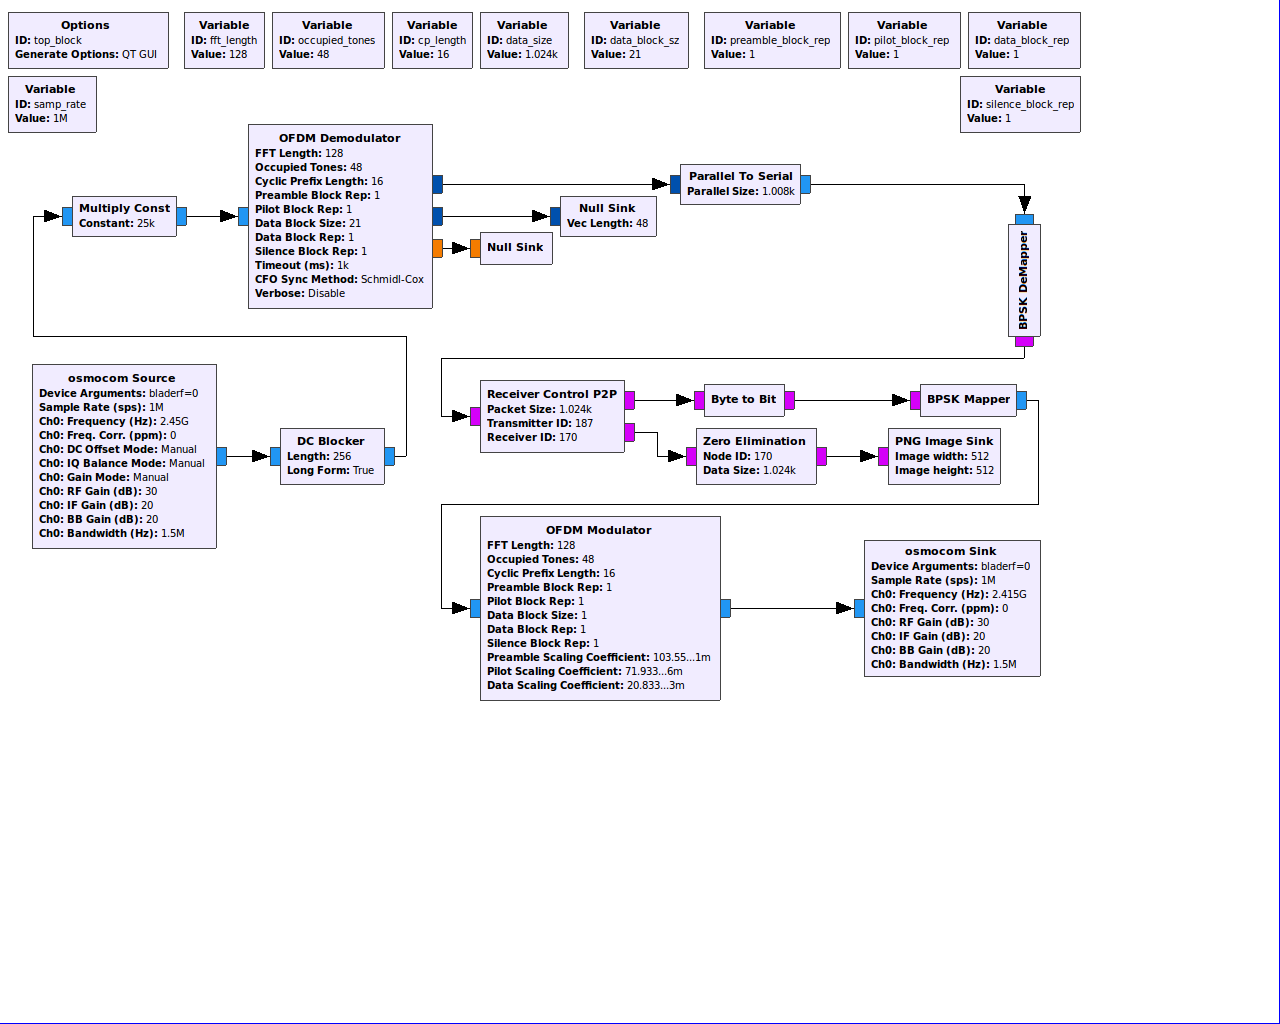 Options
ID: top_block
Generate Options: QT GUI
Variable
ID: fft_length
Value: 128
Variable
ID: occupied_tones
Value: 48
Variable
ID: cp_length
Value: 16
Variable
ID: data_size
Value: 1.024k
Variable
ID: data_block_sz
Value: 21
Variable
ID: preamble_block_rep
Value: 1
Variable
ID: pilot_block_rep
Value: 1
Variable
ID: data_block_rep
Value: 1
Variable
ID: samp_rate
Value: 1M
Variable
ID: silence_block_rep
Value: 1
OFDM Demodulator
FFT Length: 128
Occupied Tones: 48
Cyclic Prefix Length: 16
Preamble Block Rep: 1
Pilot Block Rep: 1
Data Block Size: 21
Data Block Rep: 1
Silence Block Rep: 1
Timeout (ms): 1k
CFO Sync Method: Schmidl-Cox
Verbose: Disable
Parallel To Serial
Parallel Size: 1.008k
Multiply Const
Constant: 25k
Null Sink
Vec Length: 48
Null Sink
BPSK DeMapper
osmocom Source
Device Arguments: bladerf=0
Sample Rate (sps): 1M
Ch0: Frequency (Hz): 2.45G
Ch0: Freq. Corr. (ppm): 0
Ch0: DC Offset Mode: Manual
Ch0: IQ Balance Mode: Manual
Ch0: Gain Mode: Manual
Ch0: RF Gain (dB): 30
Ch0: IF Gain (dB): 20
Ch0: BB Gain (dB): 20
Ch0: Bandwidth (Hz): 1.5M
DC Blocker
Length: 256
Long Form: True
Receiver Control P2P
Packet Size: 1.024k
Transmitter ID: 187
Receiver ID: 170
Byte to Bit
BPSK Mapper
Zero Elimination
Node ID: 170
Data Size: 1.024k
PNG Image Sink
Image width: 512
Image height: 512
OFDM Modulator
FFT Length: 128
Occupied Tones: 48
Cyclic Prefix Length: 16
Preamble Block Rep: 1
Pilot Block Rep: 1
Data Block Size: 1
Data Block Rep: 1
Silence Block Rep: 1
Preamble Scaling Coefficient: 103.55...1m
Pilot Scaling Coefficient: 71.933...6m
Data Scaling Coefficient: 20.833...3m
osmocom Sink
Device Arguments: bladerf=0
Sample Rate (sps): 1M
Ch0: Frequency (Hz): 2.415G
Ch0: Freq. Corr. (ppm): 0
Ch0: RF Gain (dB): 30
Ch0: IF Gain (dB): 20
Ch0: BB Gain (dB): 20
Ch0: Bandwidth (Hz): 1.5M